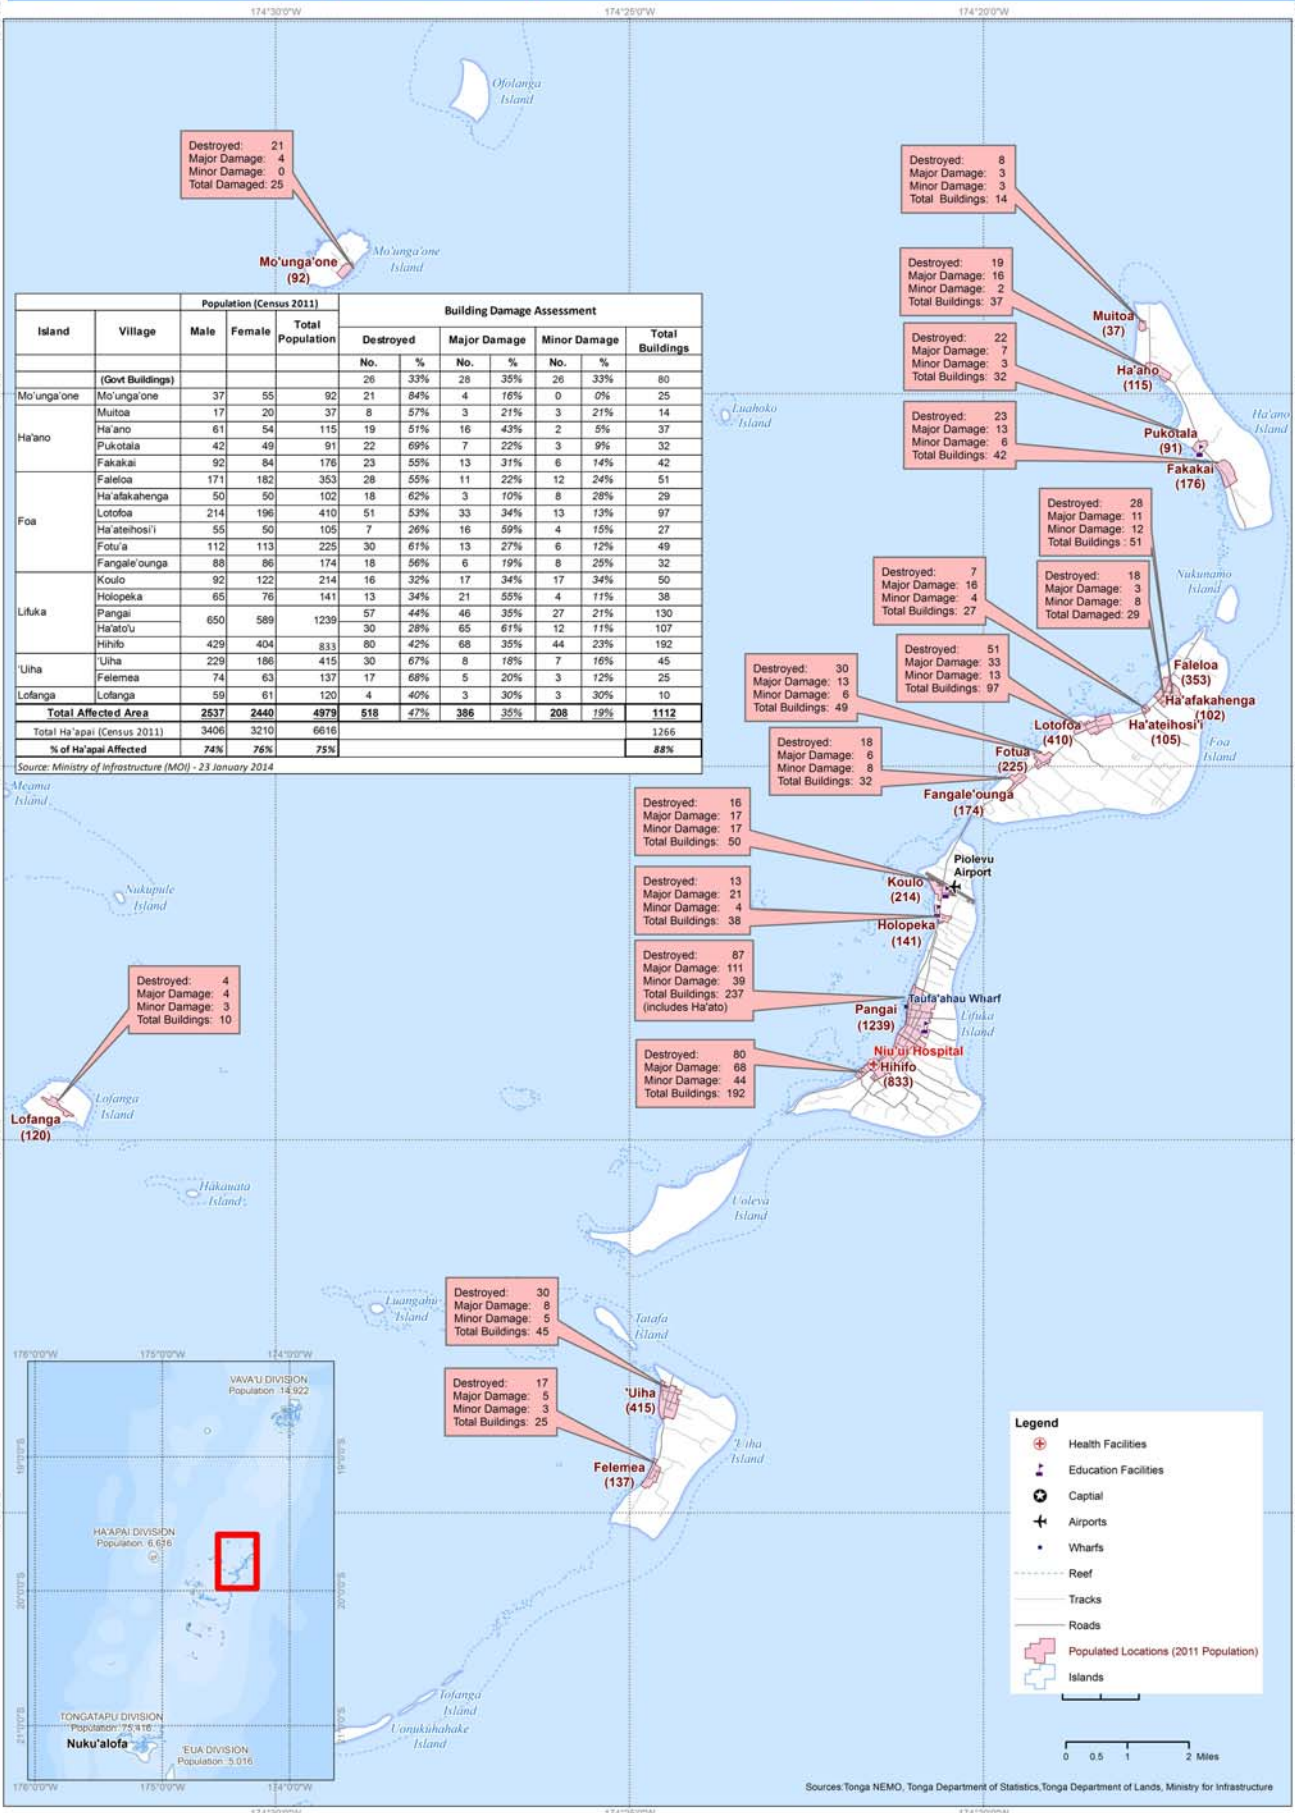 174°30'0"W 174°25'0"W 174°20'0"W
Ofolanga
Island
Destroyed: 21
Major Damage: 4
Minor Damage: 0
Total Damaged: 25
Mo'unga'one
(92)
Mo'unga'one
Island
Destroyed: 8
Major Damage: 3
Minor Damage: 3
Total Buildings: 14
Destroyed: 19
Major Damage: 16
Minor Damage: 2
Total Buildings: 37
Muitoa
(37)
Destroyed: 22
Major Damage: 7
Minor Damage: 3
Total Buildings: 32
Ha'ano
(115)
Luahoko
Island
Ha'ano
Island
Destroyed: 23
Major Damage: 13
Minor Damage: 6
Total Buildings: 42
Pukotala
(91)
Fakakai
(176)
Population (Census 2011) Building Damage Assessment
Island Village Male Female Total Population Destroyed Major Damage Minor Damage Total Buildings
No. % No. % No. %
(Govt Buildings) 26 33% 28 35% 26 33% 80
Mo'unga'one Mo'unga'one 37 55 92 21 84% 4 16% 0 0% 25
Ha'ano Muitoa 17 20 37 8 57% 3 21% 3 21% 14
Ha'ano 61 54 115 19 51% 16 43% 2 5% 37
Pukotala 42 49 91 22 69% 7 22% 3 9% 32
Fakakai 92 84 176 23 55% 13 31% 6 14% 42
Foa Faleloa 171 182 353 28 55% 11 22% 12 24% 51
Ha'afakahenga 50 50 102 18 62% 3 10% 8 28% 29
Lotofoa 214 196 410 51 53% 33 34% 13 13% 97
Ha'ateihosi'i 55 50 105 7 26% 16 59% 4 15% 27
Fotu'a 112 113 225 30 61% 13 27% 6 12% 49
Fangale'ounga 88 86 174 18 56% 6 19% 8 25% 32
Lifuka Koulo 92 122 214 16 32% 17 34% 17 34% 50
Holopeka 65 76 141 13 34% 21 55% 4 11% 38
Pangai 650 589 1239 57 44% 46 35% 27 21% 130
Ha'ato'u 30 28% 65 61% 12 11% 107
Hihifo 429 404 833 80 42% 68 35% 44 23% 192
'Uiha 'Uiha 229 186 415 30 67% 8 18% 7 16% 45
Felemea 74 63 137 17 68% 5 20% 3 12% 25
Lofanga Lofanga 59 61 120 4 40% 3 30% 3 30% 10
Total Affected Area 2537 2440 4979 518 47% 386 35% 208 19% 1112
Total Ha'apai (Census 2011) 3406 3210 6616 1266
% of Ha'apai Affected 74% 76% 75% 88%
Source: Ministry of Infrastructure (MOI) - 23 January 2014
Destroyed: 28
Major Damage: 11
Minor Damage: 12
Total Buildings : 51
Destroyed: 7
Major Damage: 16
Minor Damage: 4
Total Buildings: 27
Destroyed: 18
Major Damage: 3
Minor Damage: 8
Total Damaged: 29
Nukunamo
Island
Destroyed: 51
Major Damage: 33
Minor Damage: 13
Total Buildings: 97
Destroyed: 30
Major Damage: 13
Minor Damage: 6
Total Buildings: 49
Faleloa
(353)
Ha'afakahenga
(102)
Ha'ateihosi'i
(105)
Lotofoa
(410)
Foa
Island
Destroyed: 18
Major Damage: 6
Minor Damage: 8
Total Buildings: 32
Fotua
(225)
Fangale'ounga
(174)
Meama
Island
Destroyed: 16
Major Damage: 17
Minor Damage: 17
Total Buildings: 50
Piolevu
Airport
Koulo
(214)
Nukupule
Island
Destroyed: 13
Major Damage: 21
Minor Damage: 4
Total Buildings: 38
Holopeka
(141)
Destroyed: 87
Major Damage: 111
Minor Damage: 39
Total Buildings: 237
(includes Ha'ato)
Destroyed: 4
Major Damage: 4
Minor Damage: 3
Total Buildings: 10
Taufa'ahau Wharf
Pangai
(1239)
Lifuka
Island
Destroyed: 80
Major Damage: 68
Minor Damage: 44
Total Buildings: 192
Niu'ui Hospital
Hihifo
(833)
Lofanga
Island
Lofanga
(120)
Hakauata
Island
Uoleva
Island
Destroyed: 30
Major Damage: 8
Minor Damage: 5
Total Buildings: 45
Luangahu
Island
Tatafa
Island
Destroyed: 17
Major Damage: 5
Minor Damage: 3
Total Buildings: 25
'Uiha
(415)
'Uiha
Island
Felemea
(137)
176°0'0"W 175°0'0"W 174°0'0"W
VAVA'U DIVISION
Population :14,922
19°0'0"S 19°0'0"S
HA'APAI DIVISION
Population: 6,616
20°0'0"S 20°0'0"S
TONGATAPU DIVISION
Population: 75,416
Nuku'alofa
'EUA DIVISION
Population: 5,016
21°0'0"S
176°0'0"W 175°0'0"W 174°0'0"W
Tofanga
Island
Uonukuhahake
Island
Legend
Health Facilities
Education Facilities
Captial
Airports
Wharfs
Reef
Tracks
Roads
Populated Locations (2011 Population)
Islands
0 0.5 1 2 Miles
Sources:Tonga NEMO, Tonga Department of Statistics,Tonga Department of Lands, Ministry for Infrastructure